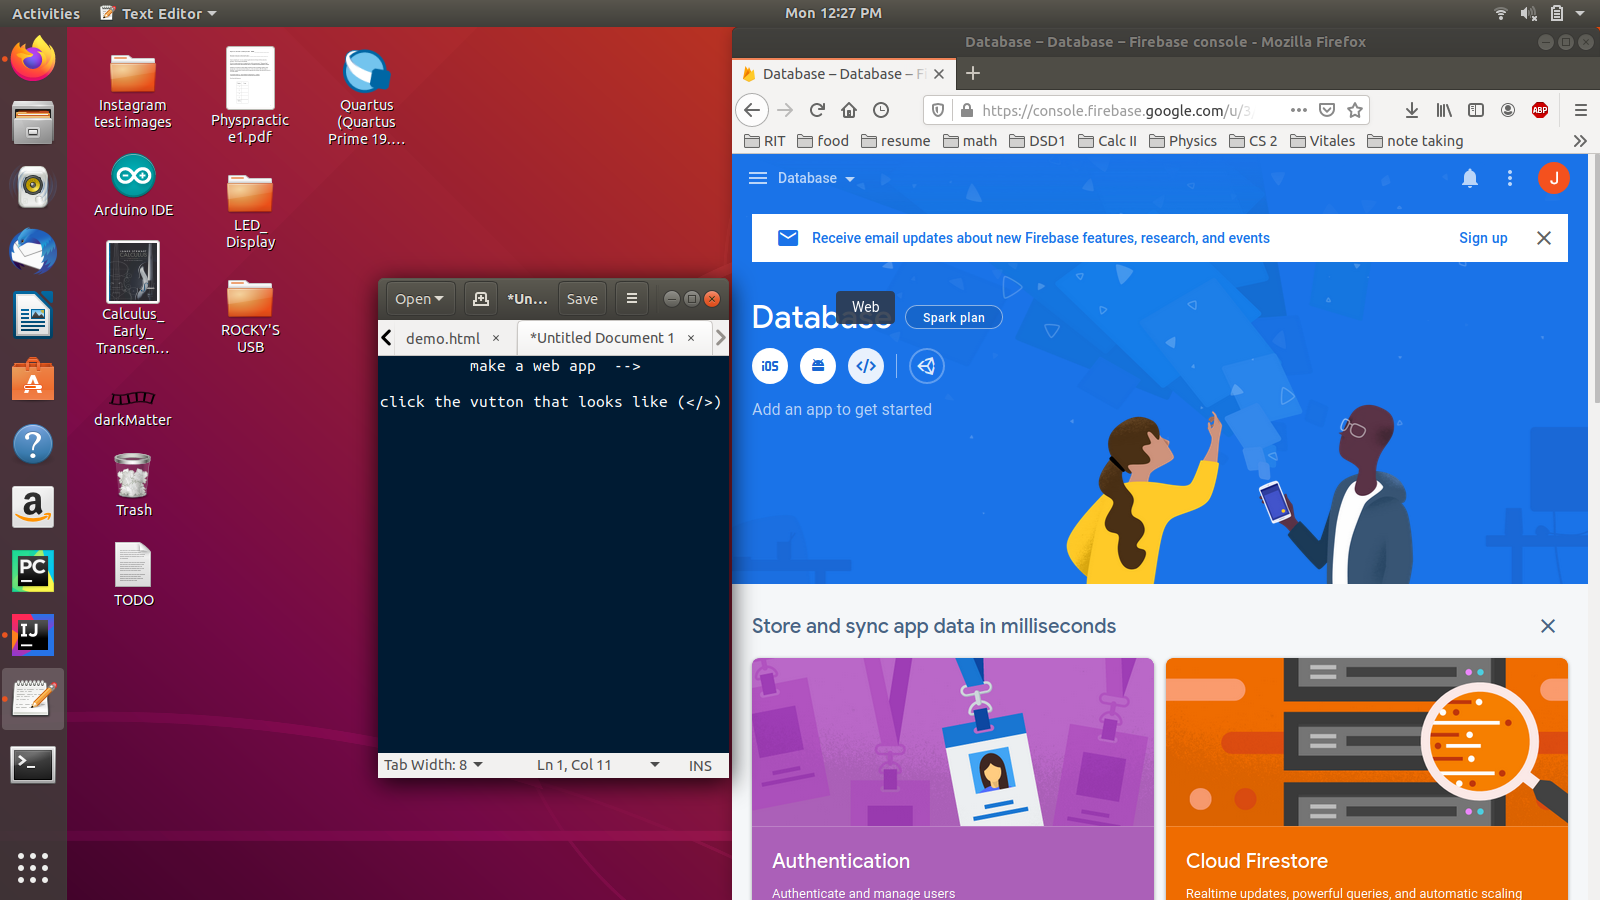 Activities
Text Editor
Mon 12:27 PM
Instagram
test images
Physpractic
e1.pdf
Quartus
(Quartus
Prime 19....
Arduino IDE
LED_
Display
Calculus_
Early_
Transcen...
ROCKY'S
USB
darkMatter
Trash
TODO
PC
IJ
Open
*Un...
Save
demo.html
*Untitled Document 1
make a web app -->
click the vutton that looks like (</>)
Tab Width: 8
Ln 1, Col 11
INS
Database – Database – Firebase console - Mozilla Firefox
Database – Database – Fi
https://console.firebase.google.com/u/3
ABP
RIT
food
resume
math
DSD1
Calc II
Physics
CS 2
Vitales
note taking
Database
J
Receive email updates about new Firebase features, research, and events
Sign up
Database
Web
Spark plan
iOS
</>
Add an app to get started
Store and sync app data in milliseconds
Authentication
Authenticate and manage users
Cloud Firestore
Realtime updates, powerful queries, and automatic scaling